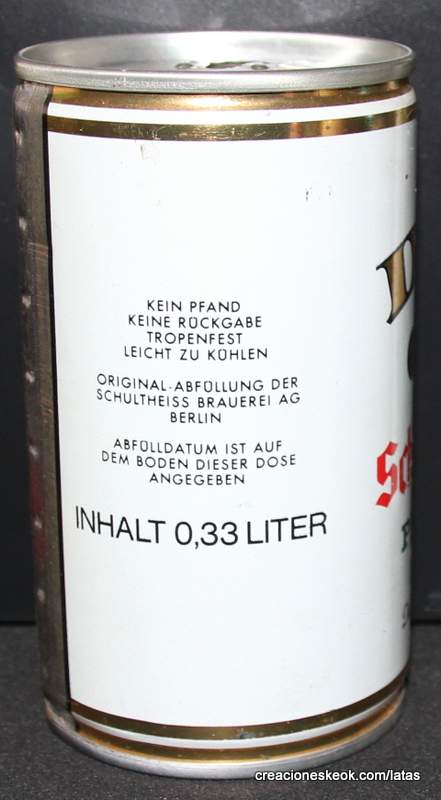 KEIN PFAND
KEINE RÜCKGABE
TROPENFEST
LEICHT ZU KÜHLEN
ORIGINAL-ABFÜLLUNG DER
SCHULTHEISS BRAUEREI AG
BERLIN
ABFÜLLDATUM IST AUF
DEM BODEN DIESER DOSE
ANGEGEBEN
INHALT 0,33 LITER
creacioneskeok.com/latas